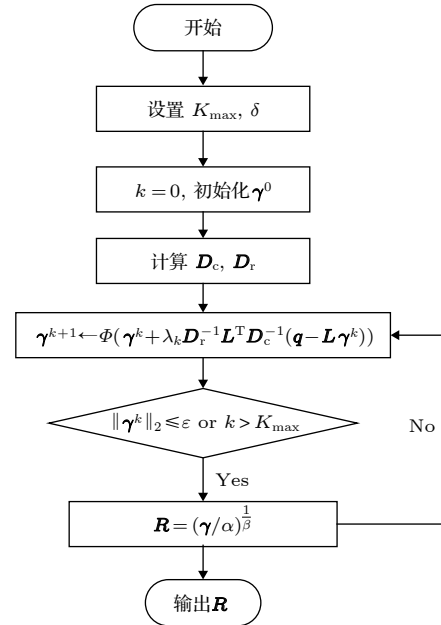 开始
设置 K_max, δ
k = 0, 初始化 γ^0
计算 D_c, D_r
γ^{k+1}←Φ(γ^k+λ_k D_r^{-1} L^T D_c^{-1}(q−Lγ^k))
‖γ^k‖_2 ⩽ ε or k > K_max
No
Yes
R = (γ/α)^{1/β}
输出R